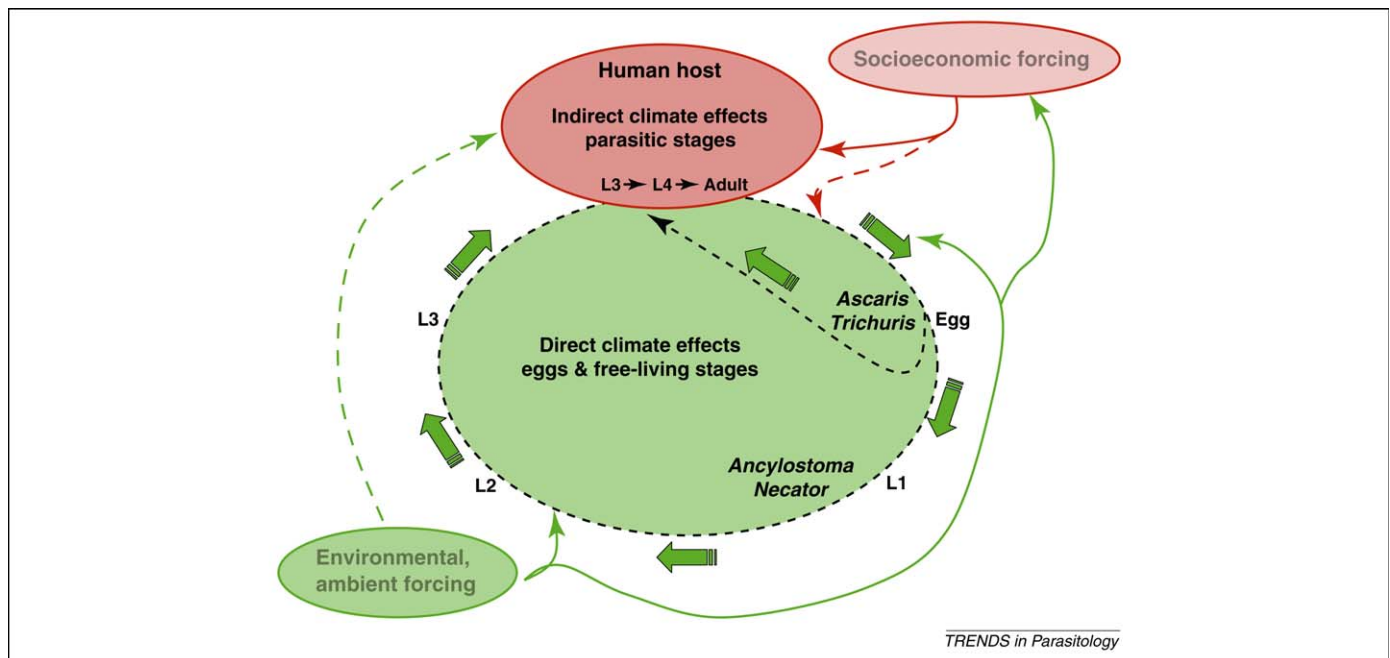 Socioeconomic forcing
Human host
Indirect climate effects
parasitic stages
L3 L4 Adult
Ascaris
Trichuris
Egg
L3
Direct climate effects
eggs & free-living stages
Ancylostoma
Necator
L1
L2
Environmental,
ambient forcing
TRENDS in Parasitology